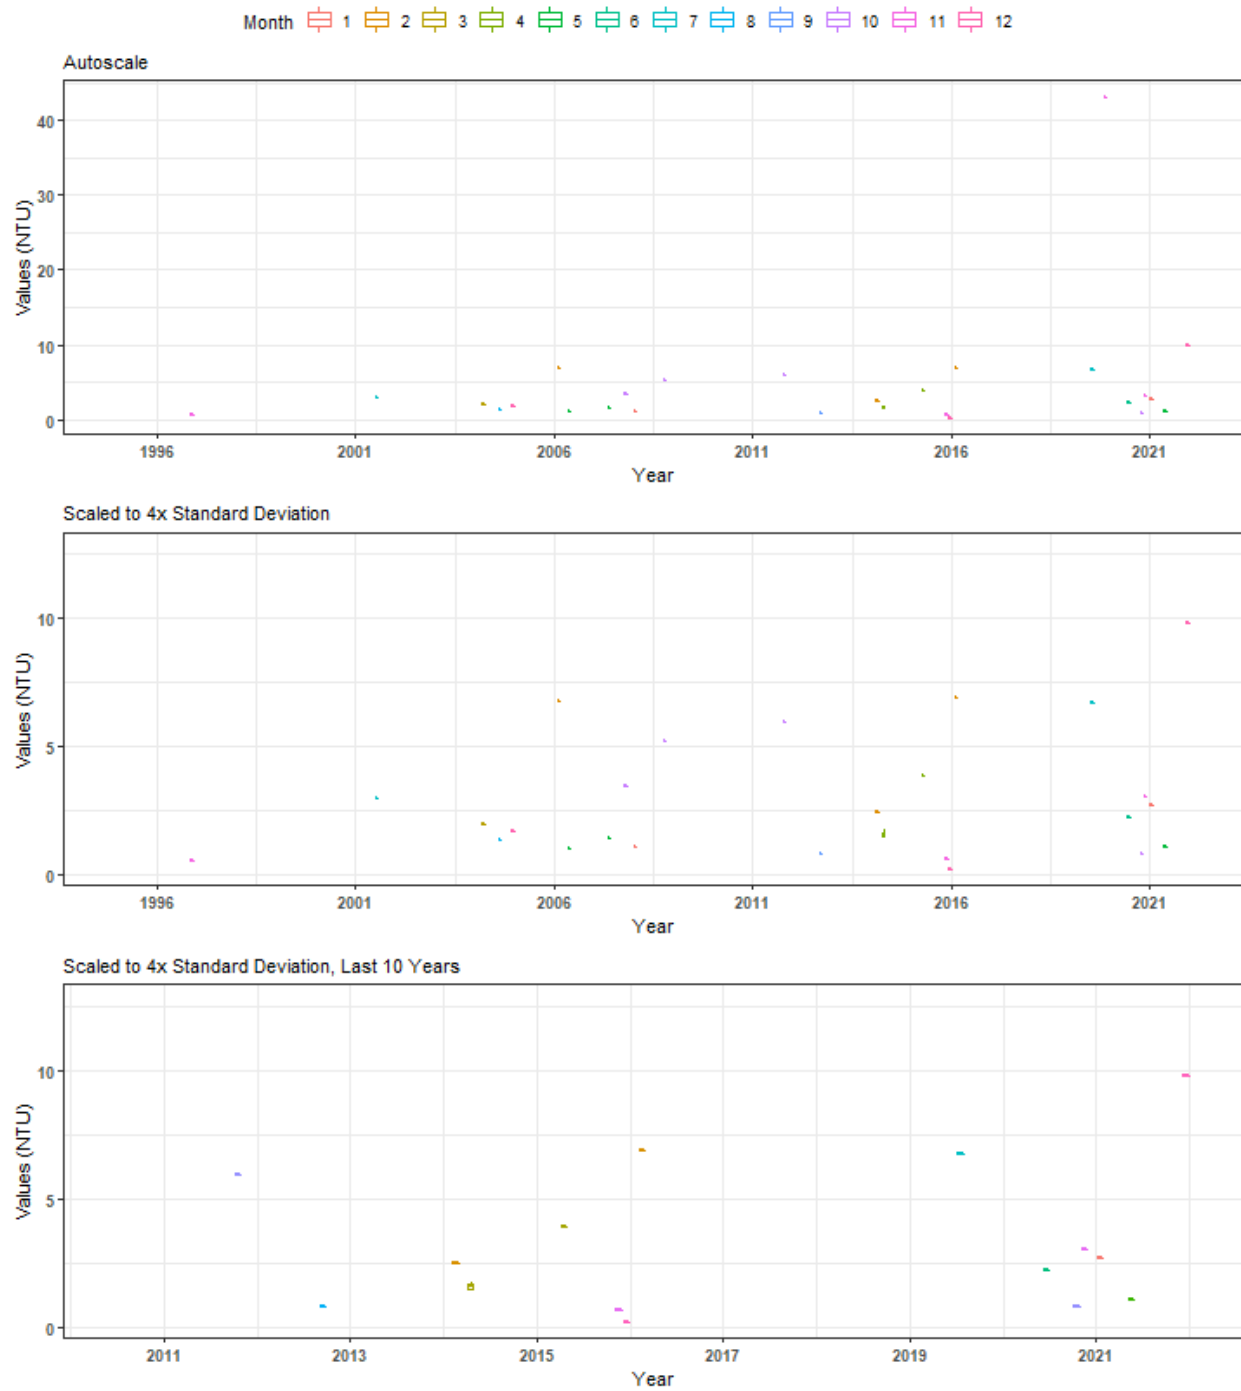 Month 1 2 3 4 5 6 7 8 9 10 11 12
Autoscale
Values (NTU)
40
30
20
10
0
1996 2001 2006 2011 2016 2021
Year
Scaled to 4x Standard Deviation
Values (NTU)
10
5
0
1996 2001 2006 2011 2016 2021
Year
Scaled to 4x Standard Deviation, Last 10 Years
Values (NTU)
10
5
0
2011 2013 2015 2017 2019 2021
Year